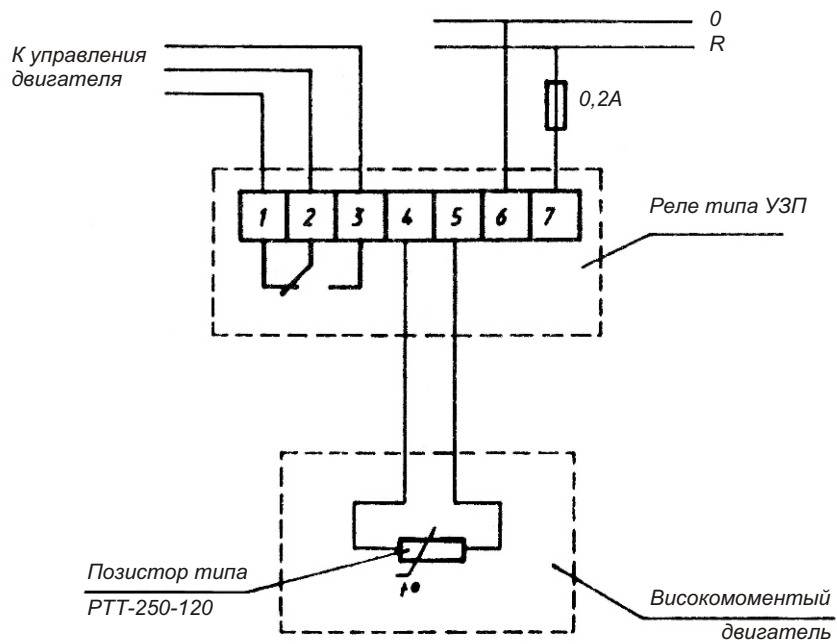 0
R
К управления
двигателя
0,2А
1 2 3 4 5 6 7
Реле типа УЗП
t°
Позистор типа
РТТ-250-120
Високомоментый
двигатель